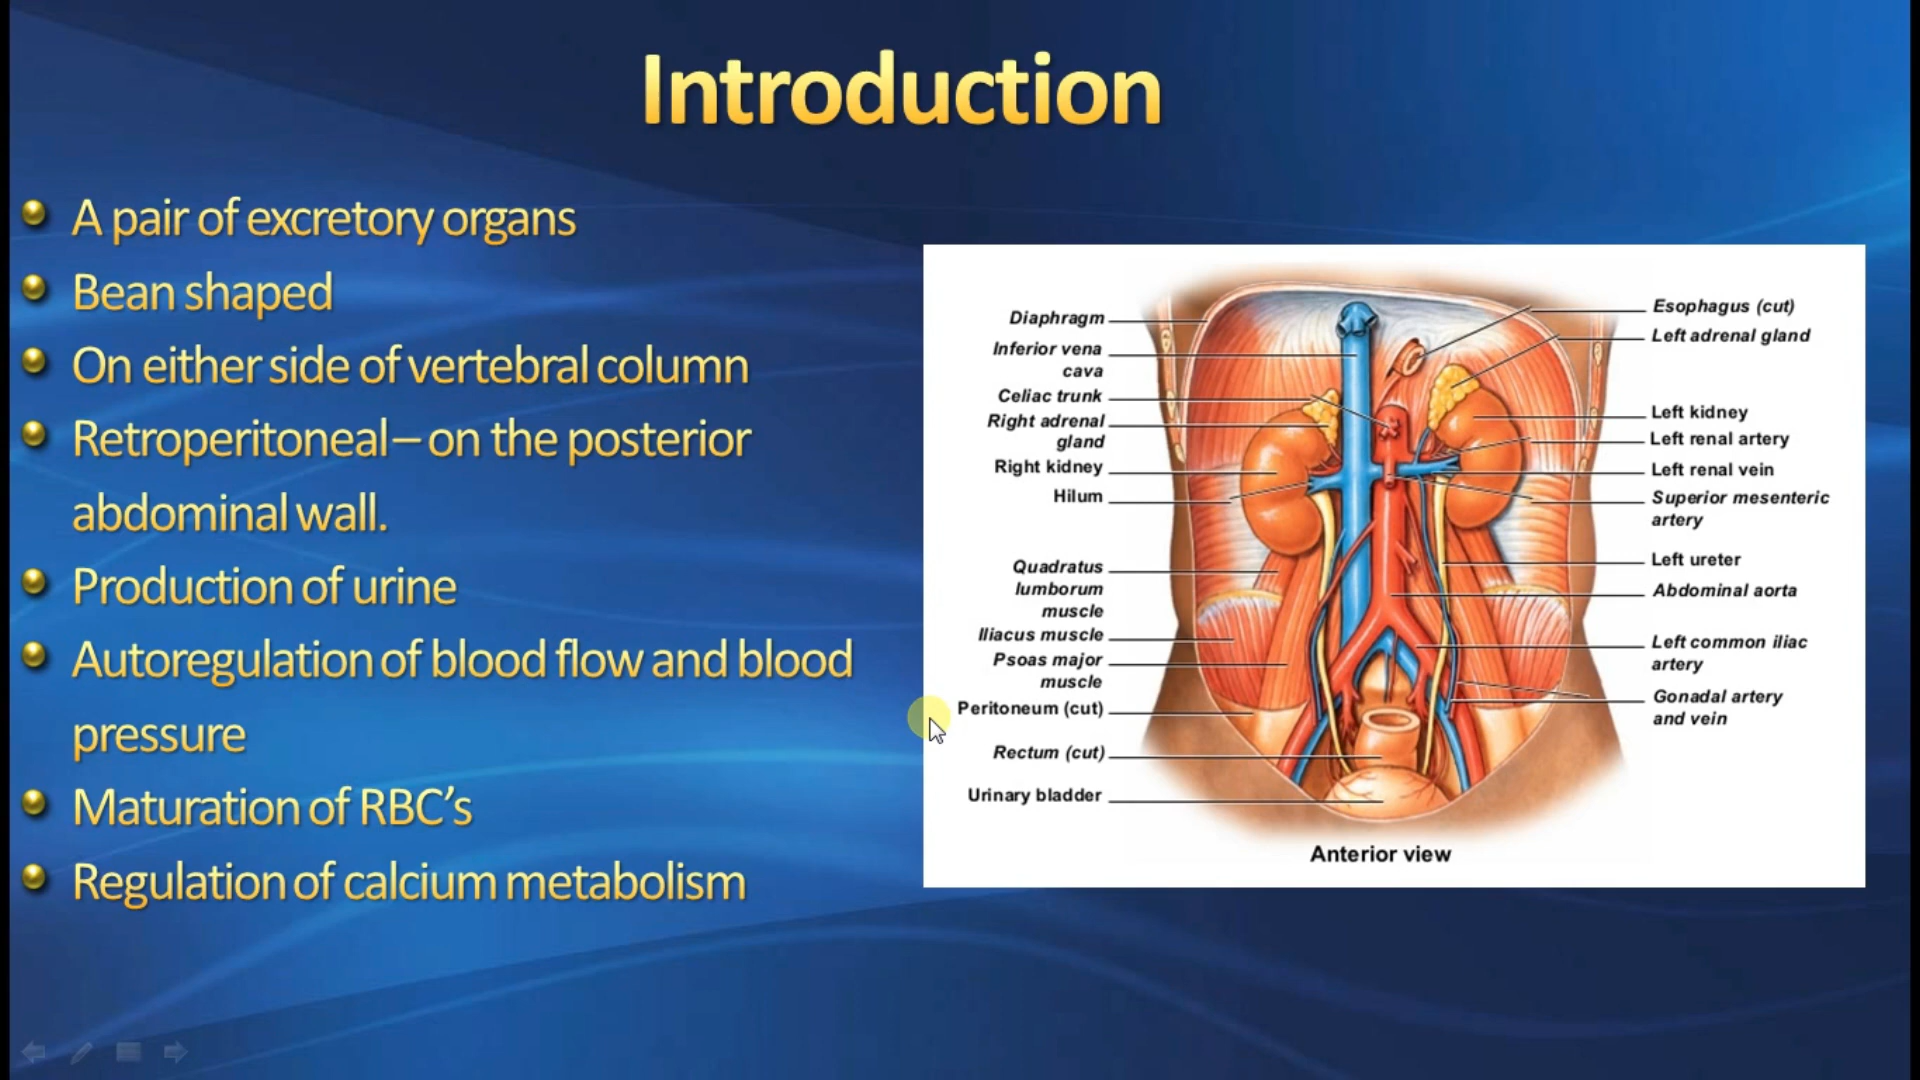 Introduction
A pair of excretory organs
Bean shaped
On either side of vertebral column
Retroperitoneal – on the posterior
abdominal wall.
Production of urine
Autoregulation of blood flow and blood
pressure
Maturation of RBC's
Regulation of calcium metabolism
Diaphragm
Inferior vena
cava
Celiac trunk
Right adrenal
gland
Right kidney
Hilum
Quadratus
lumborum
muscle
Iliacus muscle
Psoas major
muscle
Peritoneum (cut)
Rectum (cut)
Urinary bladder
Esophagus (cut)
Left adrenal gland
Left kidney
Left renal artery
Left renal vein
Superior mesenteric
artery
Left ureter
Abdominal aorta
Left common iliac
artery
Gonadal artery
and vein
Anterior view